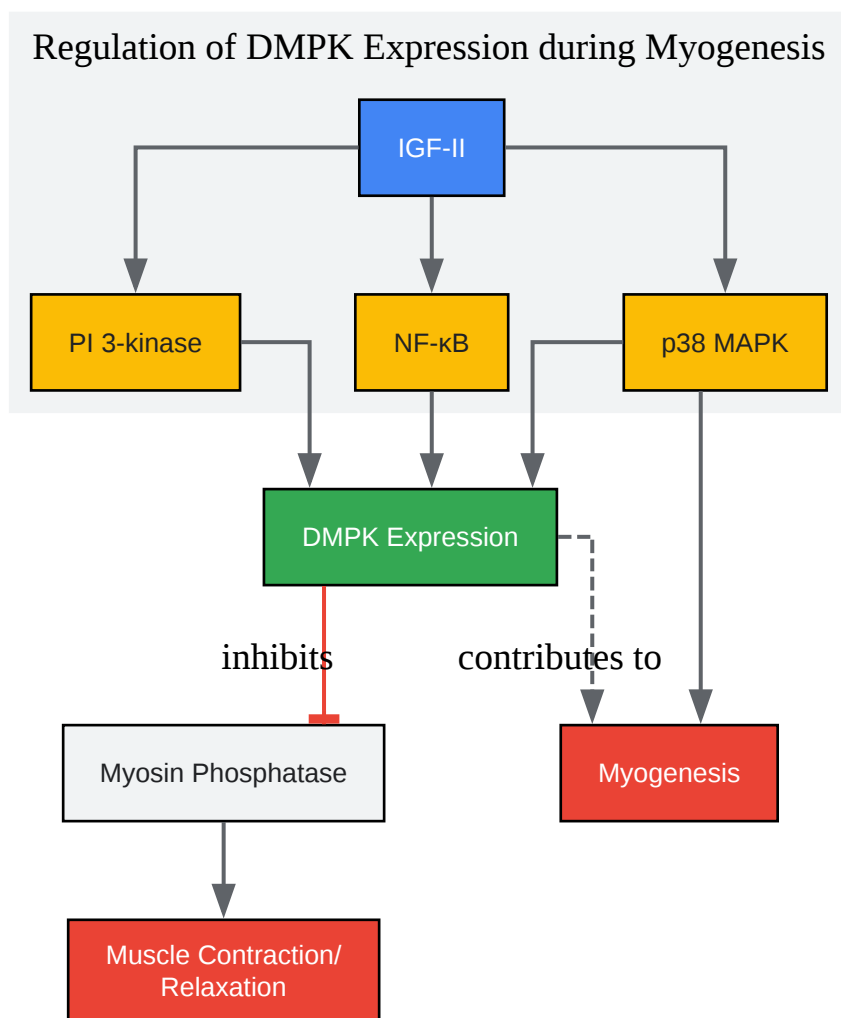 Regulation of DMPK Expression during Myogenesis
IGF-II
PI 3-kinase
NF-κB
p38 MAPK
DMPK Expression
inhibits
contributes to
Myosin Phosphatase
Myogenesis
Muscle Contraction/
Relaxation